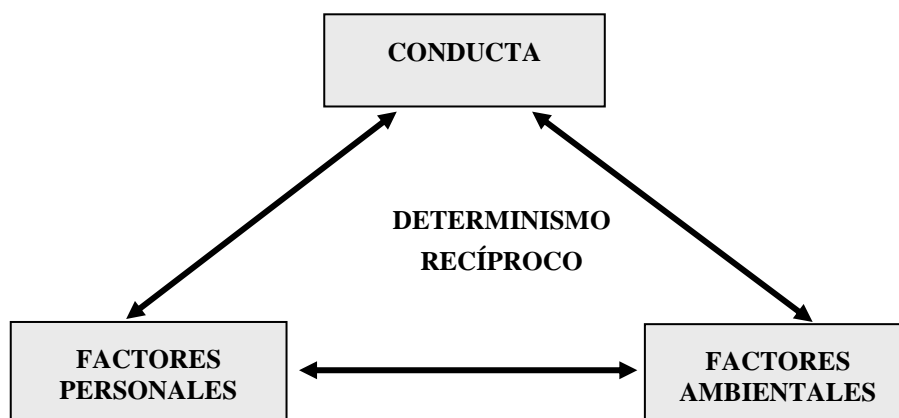 CONDUCTA
DETERMINISMO
RECÍPROCO
FACTORES
PERSONALES
FACTORES
AMBIENTALES